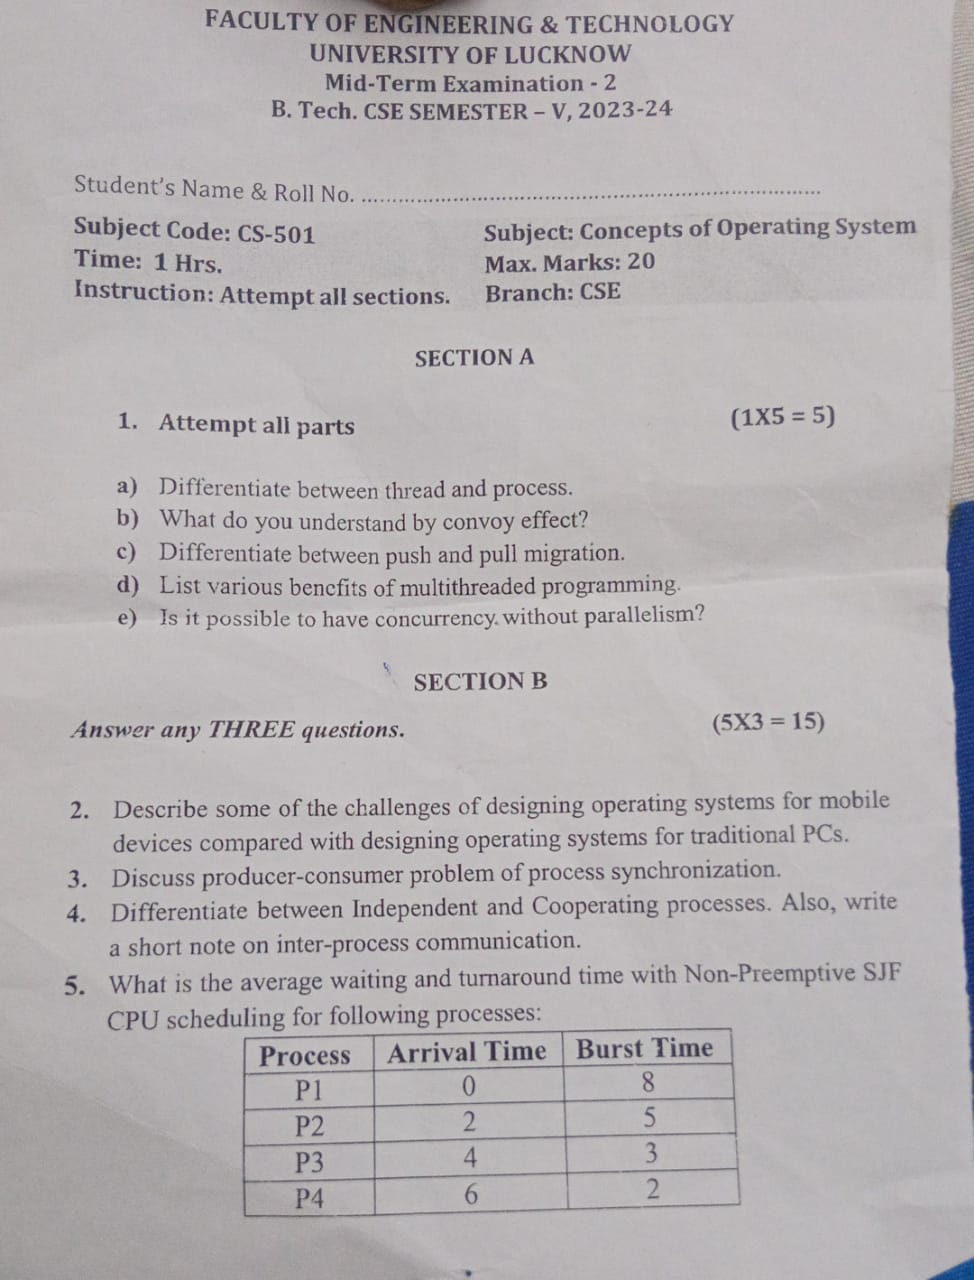 FACULTY OF ENGINEERING & TECHNOLOGY
UNIVERSITY OF LUCKNOW
Mid-Term Examination - 2
B. Tech. CSE SEMESTER – V, 2023-24
Student's Name & Roll No. ..........................................................................
Subject Code: CS-501 Subject: Concepts of Operating System
Time: 1 Hrs. Max. Marks: 20
Instruction: Attempt all sections. Branch: CSE
SECTION A
1. Attempt all parts (1X5 = 5)
a) Differentiate between thread and process.
b) What do you understand by convoy effect?
c) Differentiate between push and pull migration.
d) List various benefits of multithreaded programming.
e) Is it possible to have concurrency without parallelism?
SECTION B
Answer any THREE questions. (5X3 = 15)
2. Describe some of the challenges of designing operating systems for mobile
devices compared with designing operating systems for traditional PCs.
3. Discuss producer-consumer problem of process synchronization.
4. Differentiate between Independent and Cooperating processes. Also, write
a short note on inter-process communication.
5. What is the average waiting and turnaround time with Non-Preemptive SJF
CPU scheduling for following processes:
Process Arrival Time Burst Time
P1 0 8
P2 2 5
P3 4 3
P4 6 2